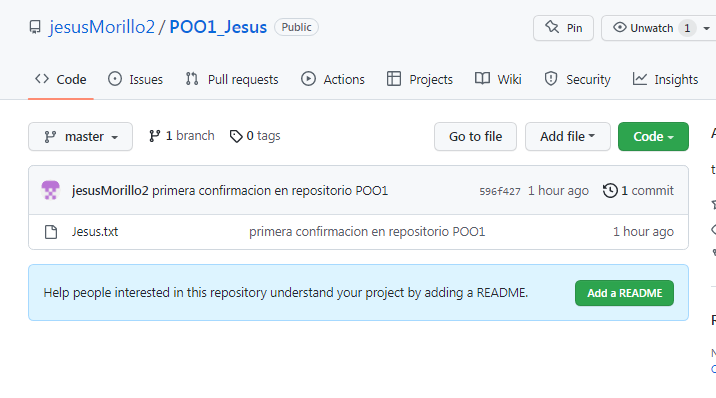 jesusMorillo2 / POO1_Jesus Public Pin Unwatch 1
Code Issues Pull requests Actions Projects Wiki Security Insights
master 1 branch 0 tags Go to file Add file Code
jesusMorillo2 primera confirmacion en repositorio POO1 596f427 1 hour ago 1 commit
Jesus.txt primera confirmacion en repositorio POO1 1 hour ago
Help people interested in this repository understand your project by adding a README. Add a README